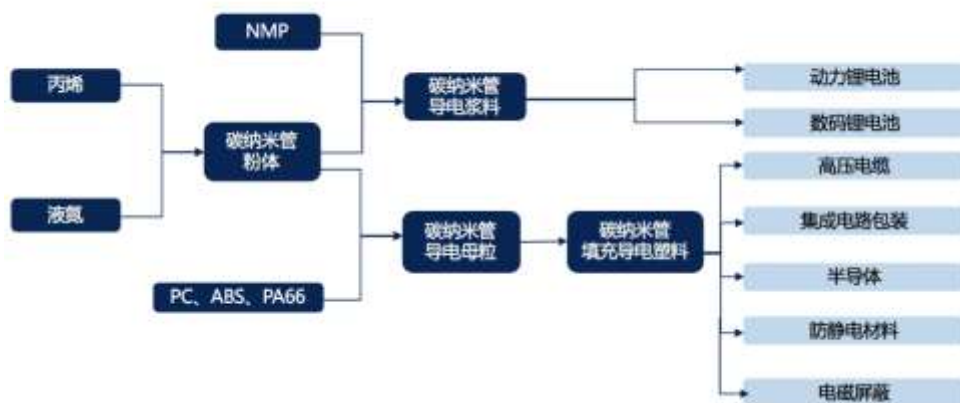 NMP
丙烯
液氮
碳纳米管
粉体
PC、ABS、PA66
碳纳米管
导电浆料
碳纳米管
导电母粒
碳纳米管
填充导电塑料
动力锂电池
数码锂电池
高压电缆
集成电路包装
半导体
防静电材料
电磁屏蔽